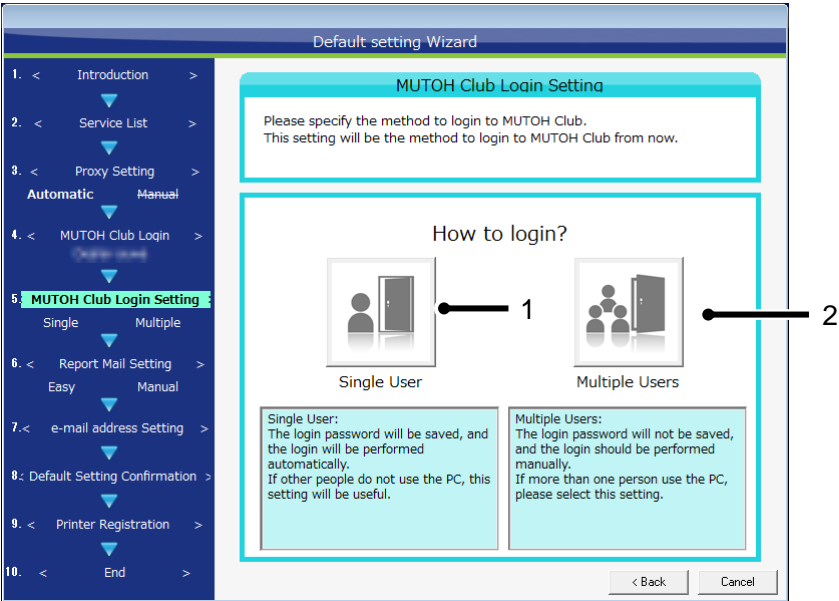 Default setting Wizard
1. < Introduction >
2. < Service List >
3. < Proxy Setting >
Automatic Manual
4. < MUTOH Club Login >
5. MUTOH Club Login Setting :
Single Multiple
6. < Report Mail Setting >
Easy Manual
7.< e-mail address Setting >
8.< Default Setting Confirmation >
9. < Printer Registration >
10. < End >
MUTOH Club Login Setting
Please specify the method to login to MUTOH Club.
This setting will be the method to login to MUTOH Club from now.
How to login?
1
2
Single User
Multiple Users
Single User:
The login password will be saved, and
the login will be performed
automatically.
If other people do not use the PC, this
setting will be useful.
Multiple Users:
The login password will not be saved,
and the login should be performed
manually.
If more than one person use the PC,
please select this setting.
< Back
Cancel